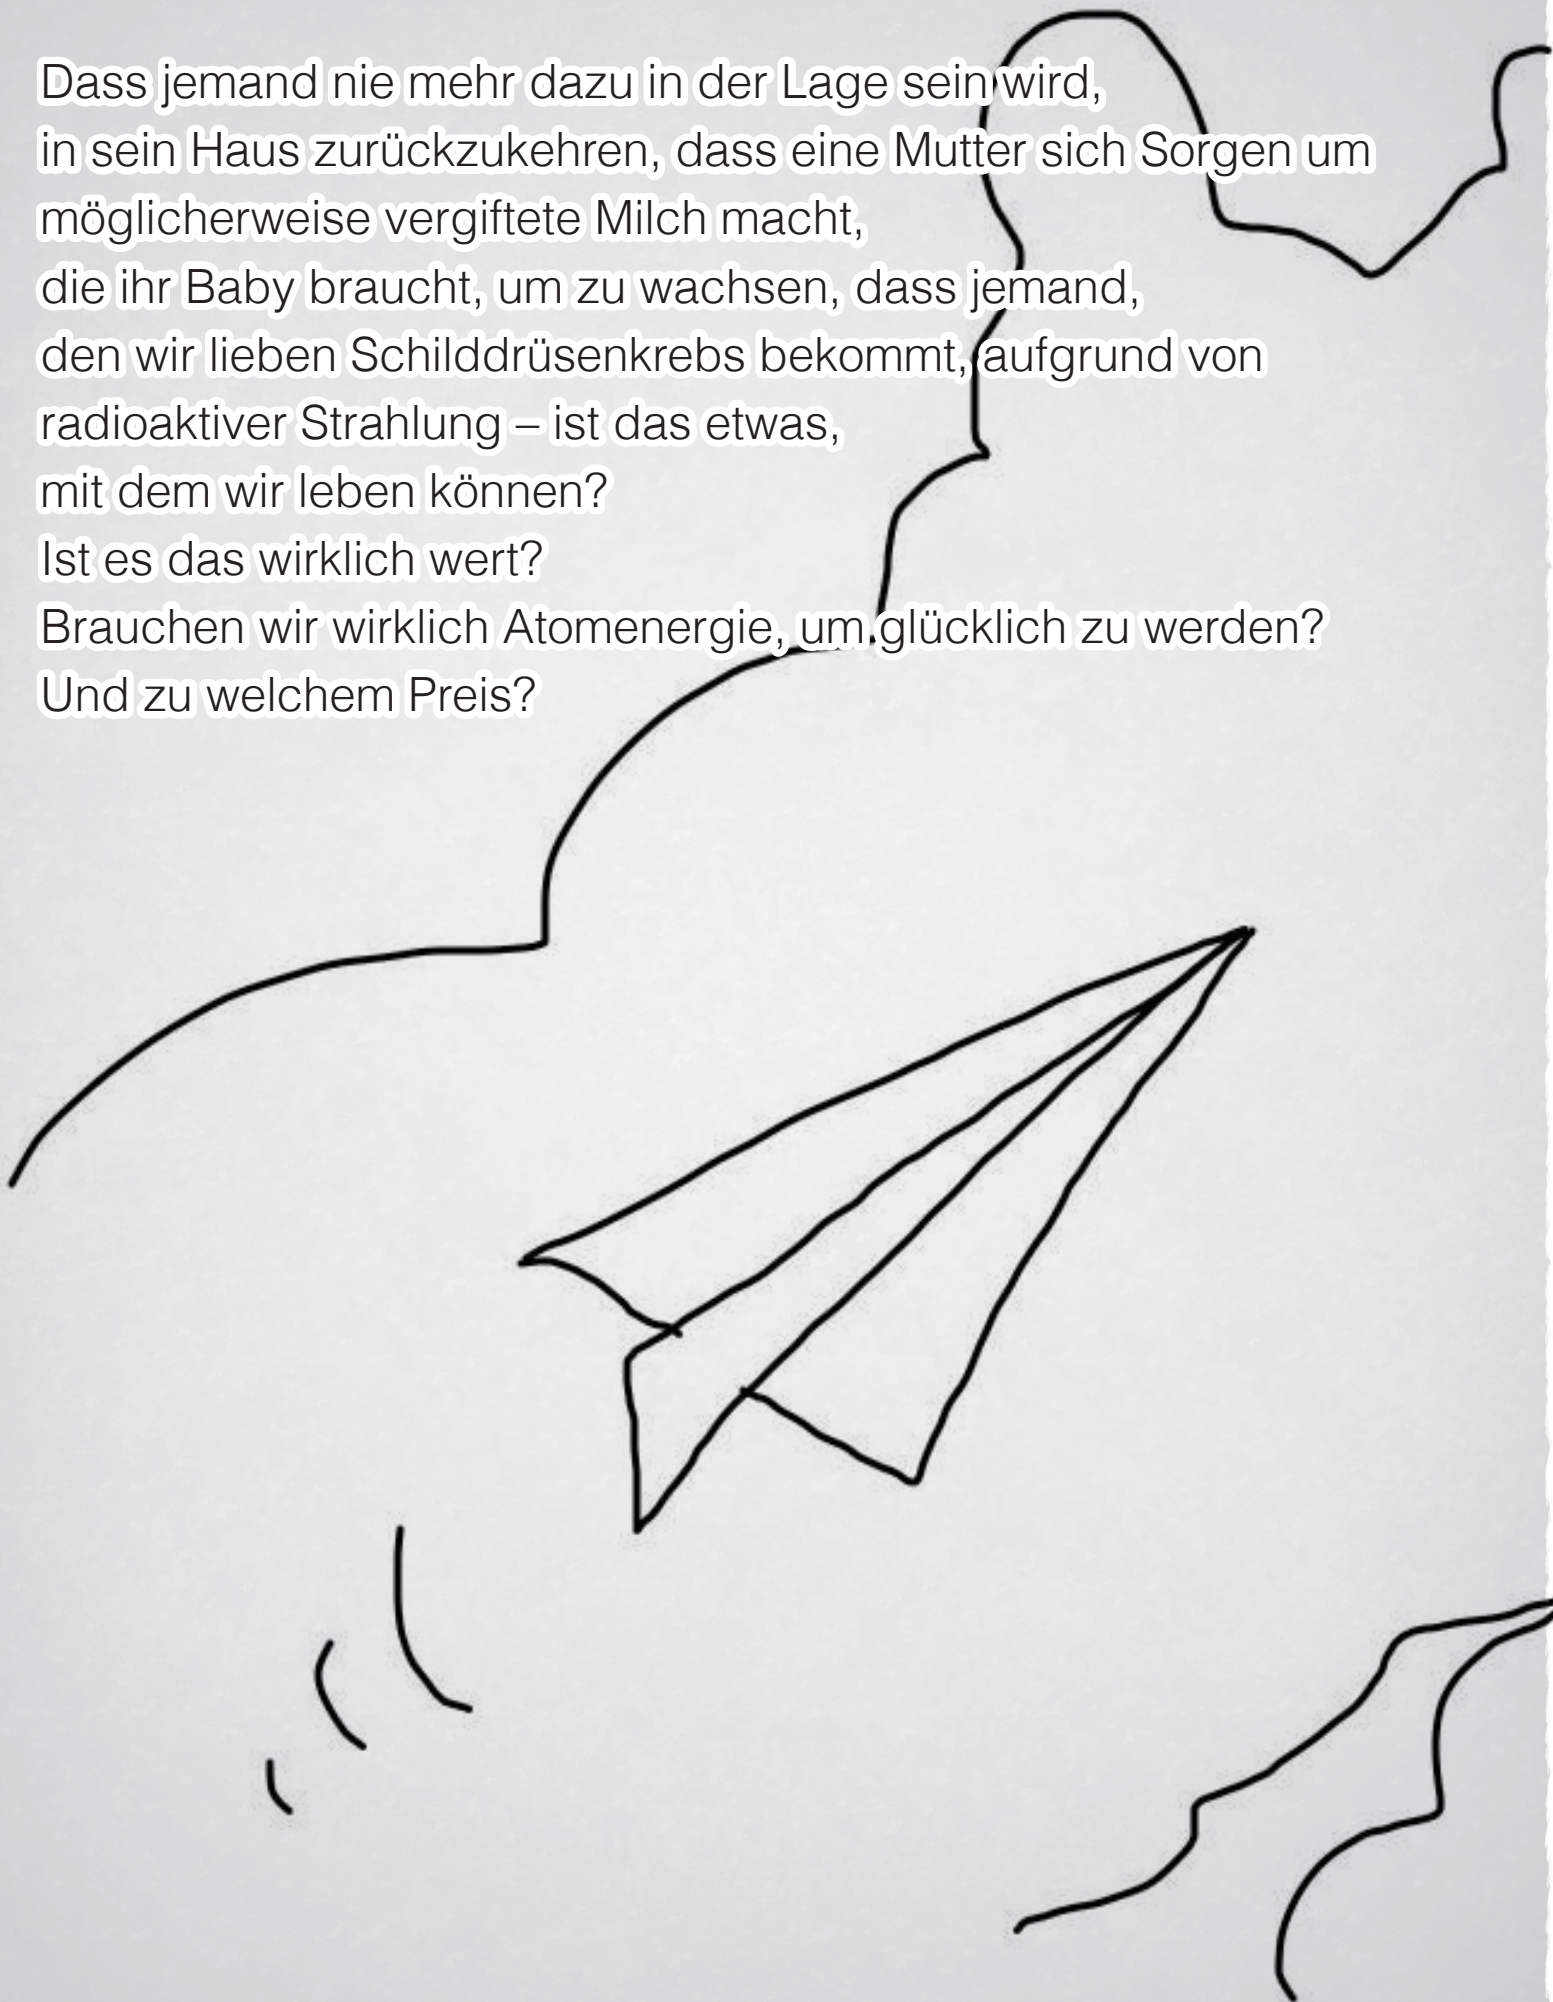 Dass jemand nie mehr dazu in der Lage sein wird,
in sein Haus zurückzukehren, dass eine Mutter sich Sorgen um
möglicherweise vergiftete Milch macht,
die ihr Baby braucht, um zu wachsen, dass jemand,
den wir lieben Schilddrüsenkrebs bekommt, aufgrund von
radioaktiver Strahlung – ist das etwas,
mit dem wir leben können?
Ist es das wirklich wert?
Brauchen wir wirklich Atomenergie, um glücklich zu werden?
Und zu welchem Preis?